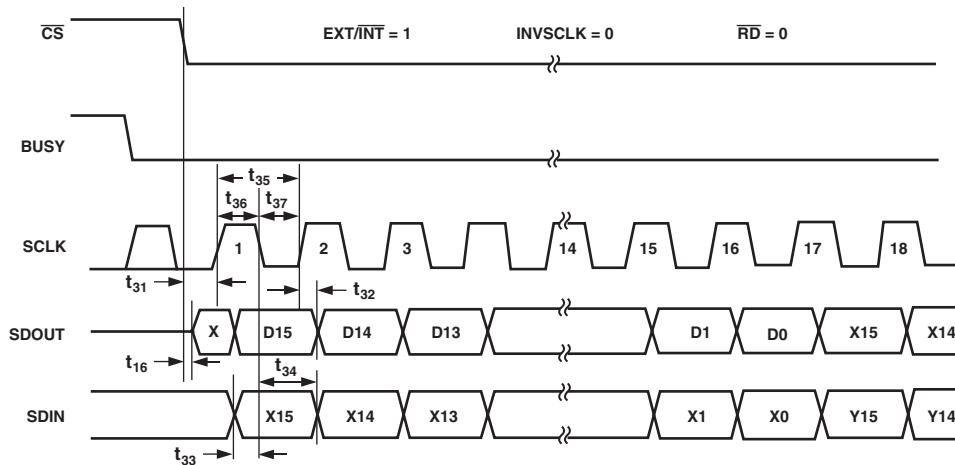 CS EXT/INT = 1 INVSCLK = 0 RD = 0
BUSY
t35
t36 t37
SCLK 1 2 3 14 15 16 17 18
t31 t32
SDOUT X D15 D14 D13 D1 D0 X15 X14
t16 t34
SDIN X15 X14 X13 X1 X0 Y15 Y14
t33